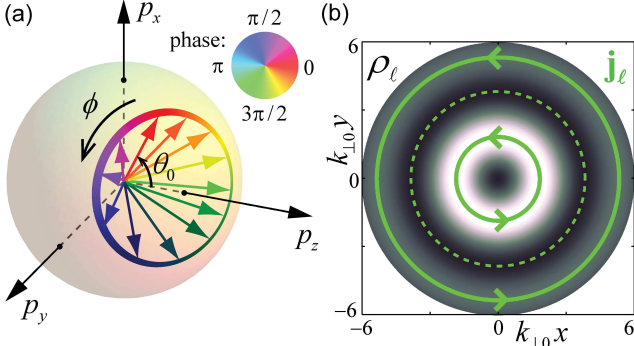 (a)
p_x
π/2
phase:
π
0
3π/2
ϕ
θ_0
p_z
p_y
(b)
6
ρ_ℓ
j_ℓ
k_⊥0 y
0
−6
−6
0
k_⊥0 x
6